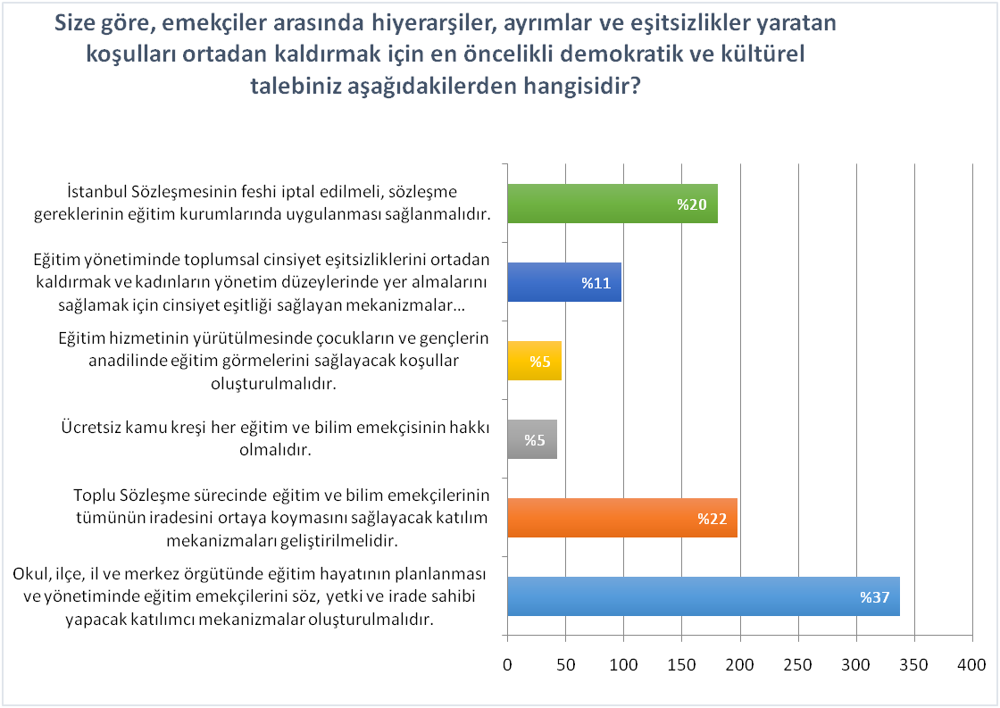 Size göre, emekçiler arasında hiyerarşiler, ayrımlar ve eşitsizlikler yaratan
koşulları ortadan kaldırmak için en öncelikli demokratik ve kültürel
talebiniz aşağıdakilerden hangisidir?
İstanbul Sözleşmesinin feshi iptal edilmeli, sözleşme
gereklerinin eğitim kurumlarında uygulanması sağlanmalıdır.
%20
Eğitim yönetiminde toplumsal cinsiyet eşitsizliklerini ortadan
kaldırmak ve kadınların yönetim düzeylerinde yer almalarını
sağlamak için cinsiyet eşitliği sağlayan mekanizmalar...
%11
Eğitim hizmetinin yürütülmesinde çocukların ve gençlerin
anadilinde eğitim görmelerini sağlayacak koşullar
oluşturulmalıdır.
%5
Ücretsiz kamu kreşi her eğitim ve bilim emekçisinin hakkı
olmalıdır.
%5
Toplu Sözleşme sürecinde eğitim ve bilim emekçilerinin
tümünün iradesini ortaya koymasını sağlayacak katılım
mekanizmaları geliştirilmelidir.
%22
Okul, ilçe, il ve merkez örgütünde eğitim hayatının planlanması
ve yönetiminde eğitim emekçilerini söz, yetki ve irade sahibi
yapacak katılımcı mekanizmalar oluşturulmalıdır.
%37
0 50 100 150 200 250 300 350 400